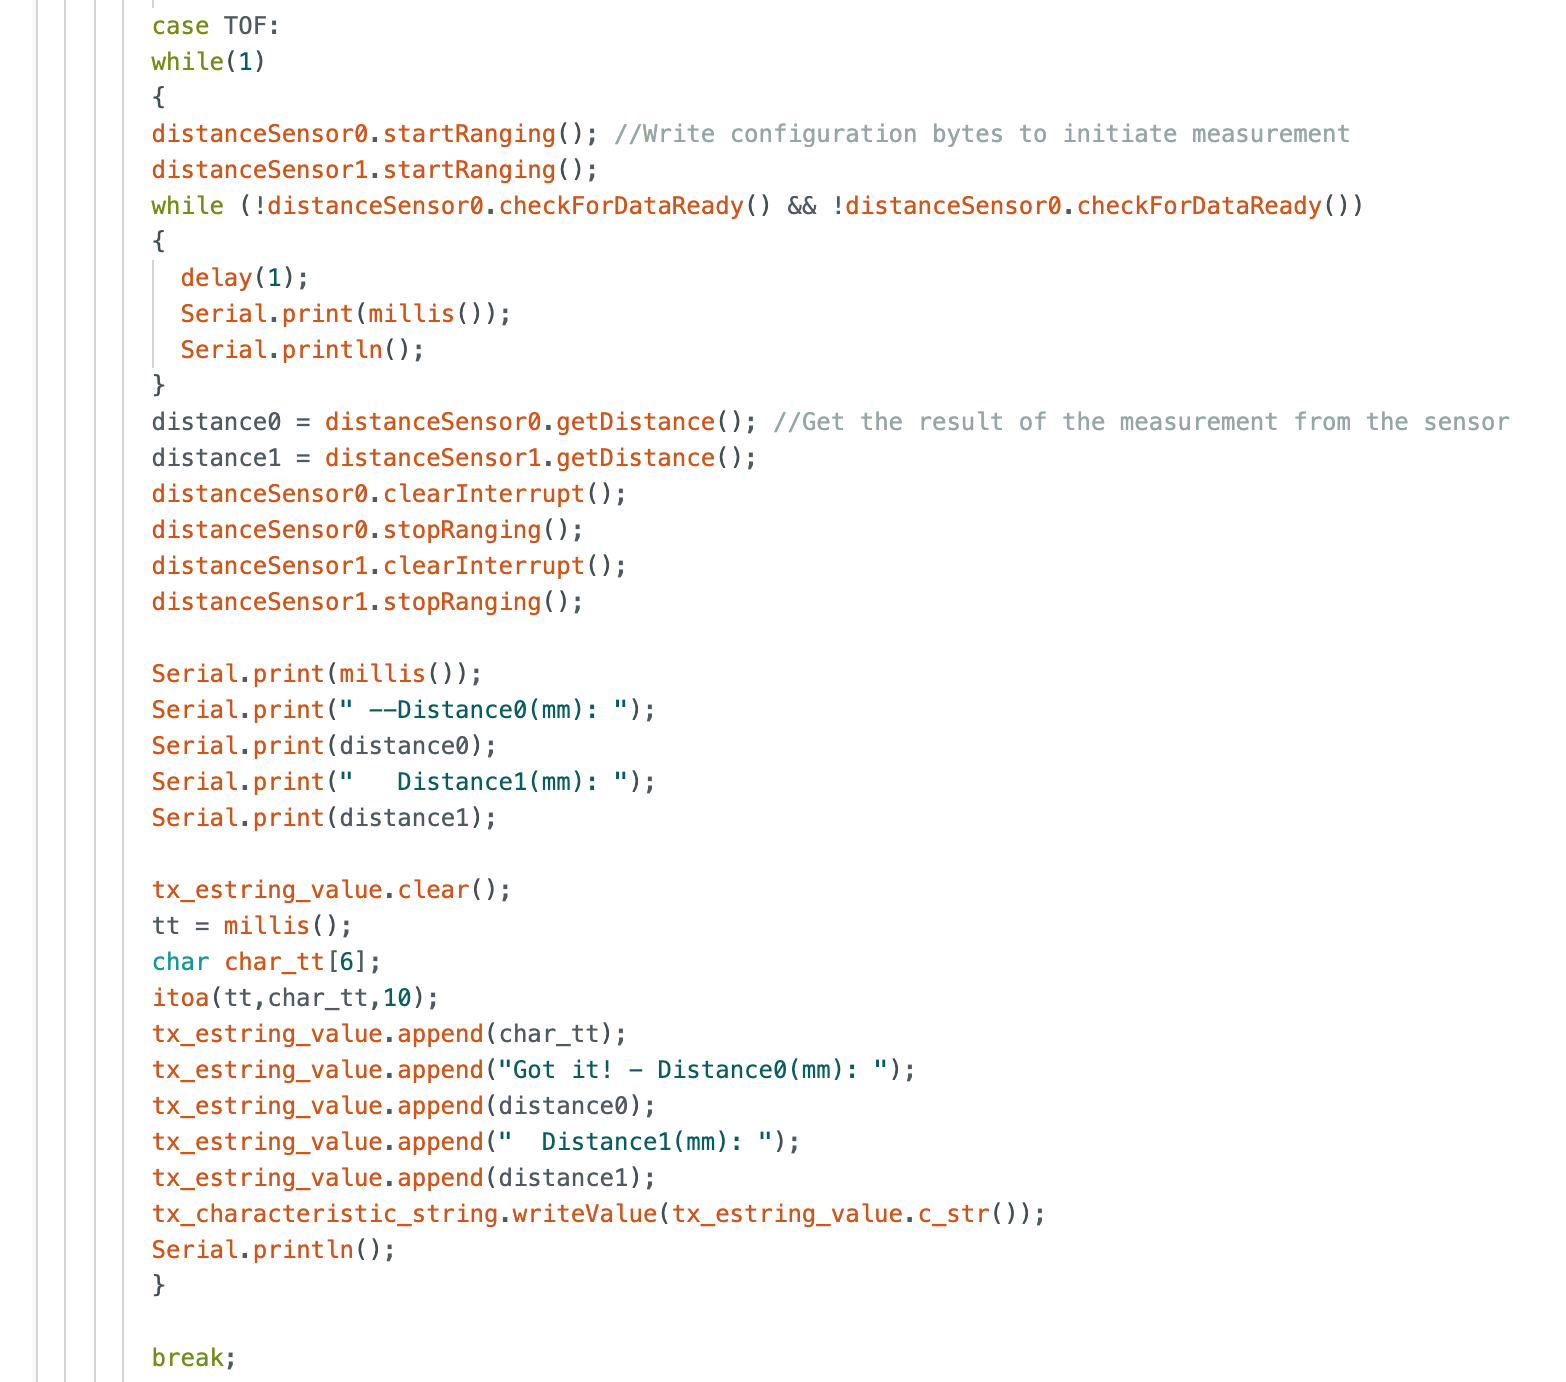 case TOF:
while(1)
{
distanceSensor0.startRanging(); //Write configuration bytes to initiate measurement
distanceSensor1.startRanging();
while (!distanceSensor0.checkForDataReady() && !distanceSensor0.checkForDataReady())
{
  delay(1);
  Serial.print(millis());
  Serial.println();
}
distance0 = distanceSensor0.getDistance(); //Get the result of the measurement from the sensor
distance1 = distanceSensor1.getDistance();
distanceSensor0.clearInterrupt();
distanceSensor0.stopRanging();
distanceSensor1.clearInterrupt();
distanceSensor1.stopRanging();

Serial.print(millis());
Serial.print(" --Distance0(mm): ");
Serial.print(distance0);
Serial.print("   Distance1(mm): ");
Serial.print(distance1);

tx_estring_value.clear();
tt = millis();
char char_tt[6];
itoa(tt,char_tt,10);
tx_estring_value.append(char_tt);
tx_estring_value.append("Got it! - Distance0(mm): ");
tx_estring_value.append(distance0);
tx_estring_value.append("  Distance1(mm): ");
tx_estring_value.append(distance1);
tx_characteristic_string.writeValue(tx_estring_value.c_str());
Serial.println();
}

break;